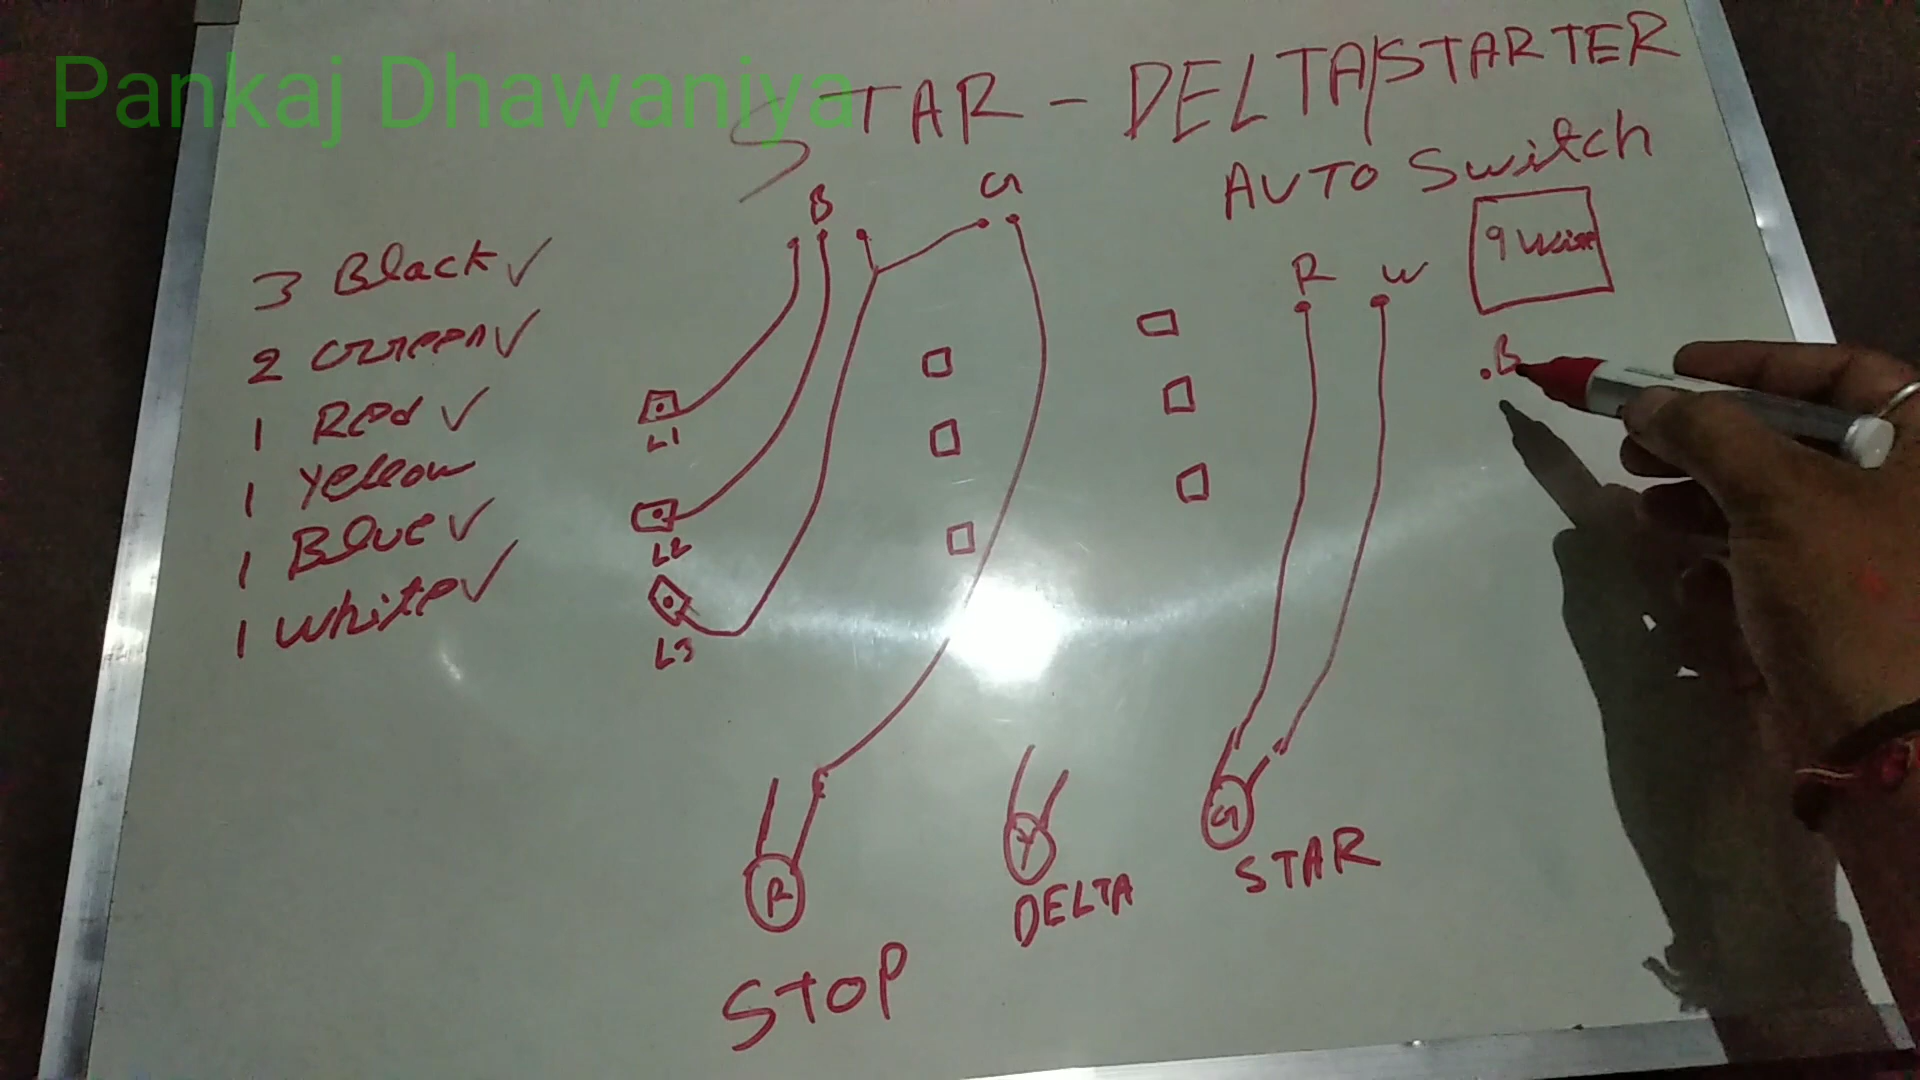 Pankaj Dhawaniya
STAR - DELTA/STARTER
AUTO Switch
9 Wire
3 Black ✓
2 Green ✓
1 Red ✓
1 Yellow
1 Blue ✓
1 White ✓
B
G
R W
.B
L1
L2
L3
R
STOP
Y
DELTA
G
STAR